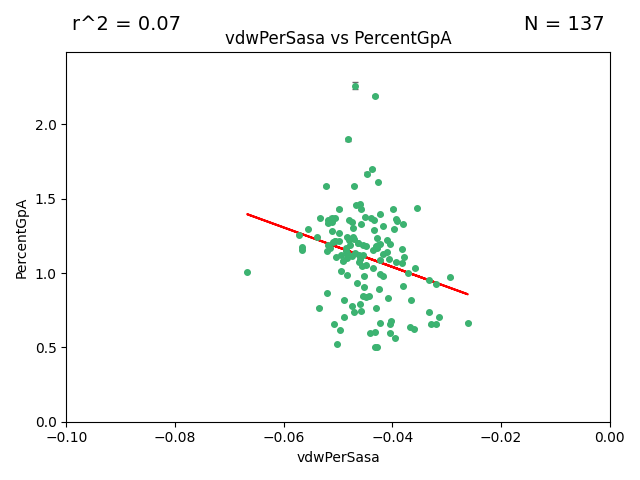 r^2 = 0.07
N = 137
vdwPerSasa vs PercentGpA
PercentGpA
2.0
1.5
1.0
0.5
0.0
−0.10
−0.08
−0.06
−0.04
−0.02
0.00
vdwPerSasa